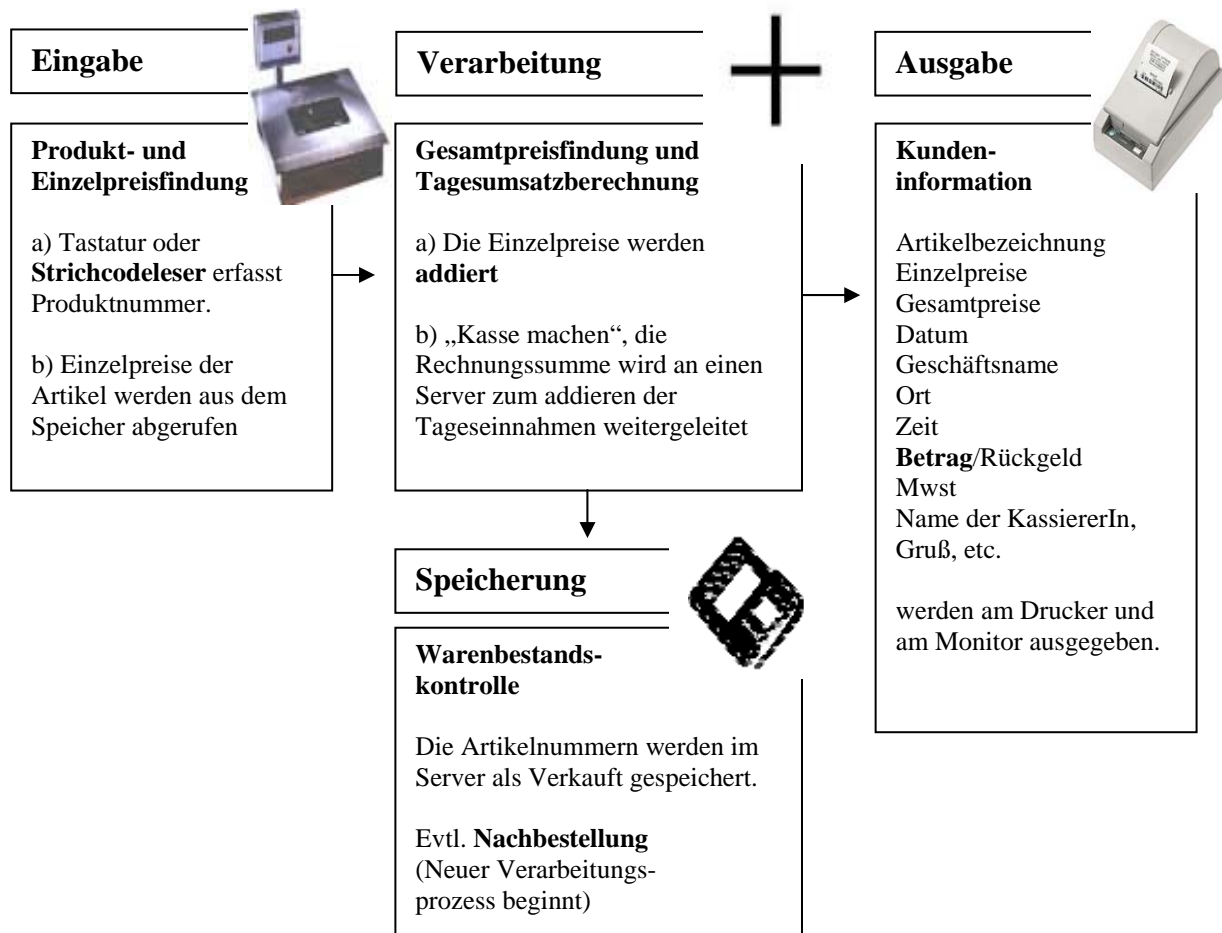 Eingabe
Produkt- und
Einzelpreisfindung
a) Tastatur oder
Strichcodeleser erfasst
Produktnummer.
b) Einzelpreise der
Artikel werden aus dem
Speicher abgerufen
Verarbeitung
Gesamtpreisfindung und
Tagesumsatzberechnung
a) Die Einzelpreise werden
addiert
b) „Kasse machen“, die
Rechnungssumme wird an einen
Server zum addieren der
Tageseinnahmen weitergeleitet
Speicherung
Warenbestands-
kontrolle
Die Artikelnummern werden im
Server als Verkauft gespeichert.
Evtl. Nachbestellung
(Neuer Verarbeitungs-
prozess beginnt)
Ausgabe
Kunden-
information
Artikelbezeichnung
Einzelpreise
Gesamtpreise
Datum
Geschäftsname
Ort
Zeit
Betrag/Rückgeld
Mwst
Name der KassiererIn,
Gruß, etc.
werden am Drucker und
am Monitor ausgegeben.